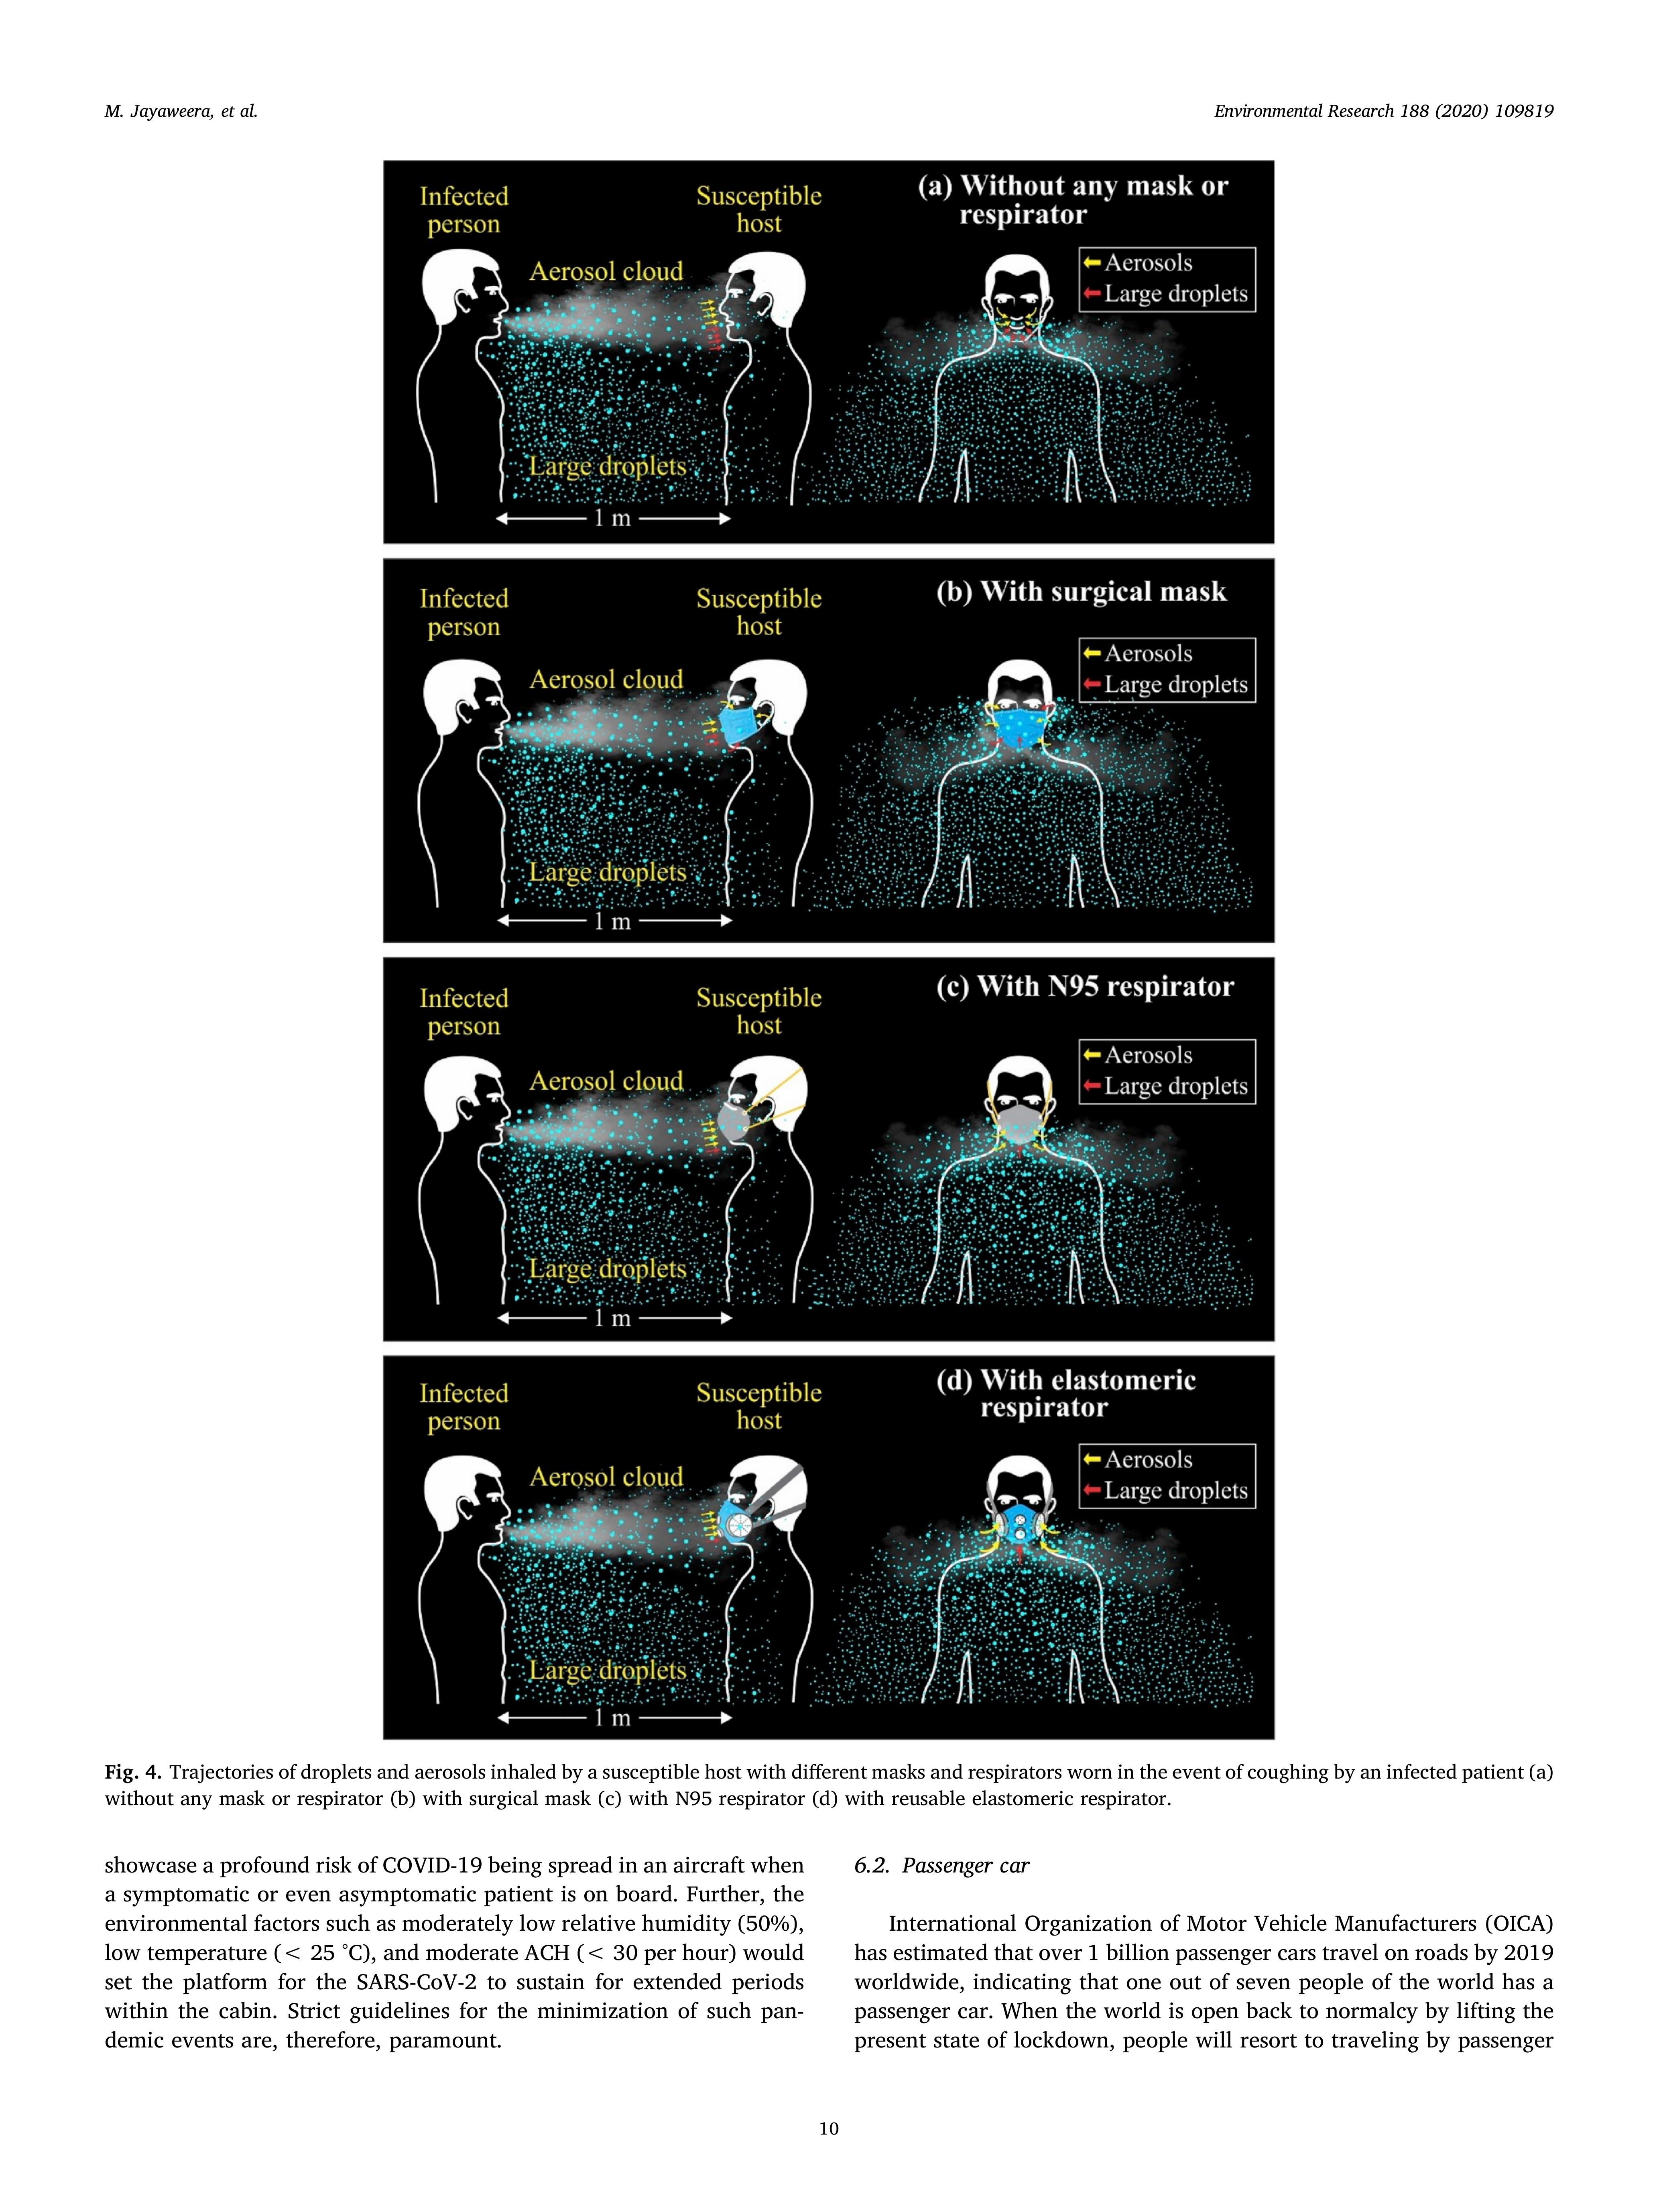 M. Jayaweera, et al.
Environmental Research 188 (2020) 109819
Infected
person
Susceptible
host
(a) Without any mask or
respirator
Aerosol cloud
Aerosols
Large droplets
Large droplets
1 m
Infected
person
Susceptible
host
(b) With surgical mask
Aerosol cloud
Aerosols
Large droplets
Large droplets
1 m
Infected
person
Susceptible
host
(c) With N95 respirator
Aerosol cloud
Aerosols
Large droplets
Large droplets
1 m
Infected
person
Susceptible
host
(d) With elastomeric
respirator
Aerosol cloud
Aerosols
Large droplets
Large droplets
1 m
Fig. 4. Trajectories of droplets and aerosols inhaled by a susceptible host with different masks and respirators worn in the event of coughing by an infected patient (a)
without any mask or respirator (b) with surgical mask (c) with N95 respirator (d) with reusable elastomeric respirator.
showcase a profound risk of COVID-19 being spread in an aircraft when
a symptomatic or even asymptomatic patient is on board. Further, the
environmental factors such as moderately low relative humidity (50%),
low temperature (< 25 °C), and moderate ACH (< 30 per hour) would
set the platform for the SARS-CoV-2 to sustain for extended periods
within the cabin. Strict guidelines for the minimization of such pan-
demic events are, therefore, paramount.
6.2. Passenger car
International Organization of Motor Vehicle Manufacturers (OICA)
has estimated that over 1 billion passenger cars travel on roads by 2019
worldwide, indicating that one out of seven people of the world has a
passenger car. When the world is open back to normalcy by lifting the
present state of lockdown, people will resort to traveling by passenger
10